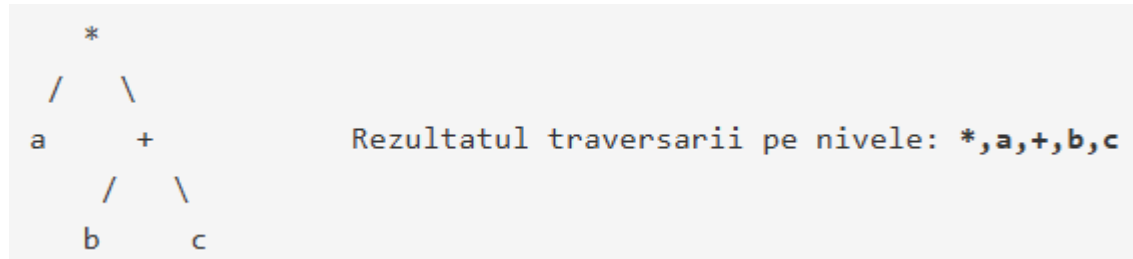 *
/ \
a + Rezultatul traversarii pe nivele: *,a,+,b,c
/ \
b c